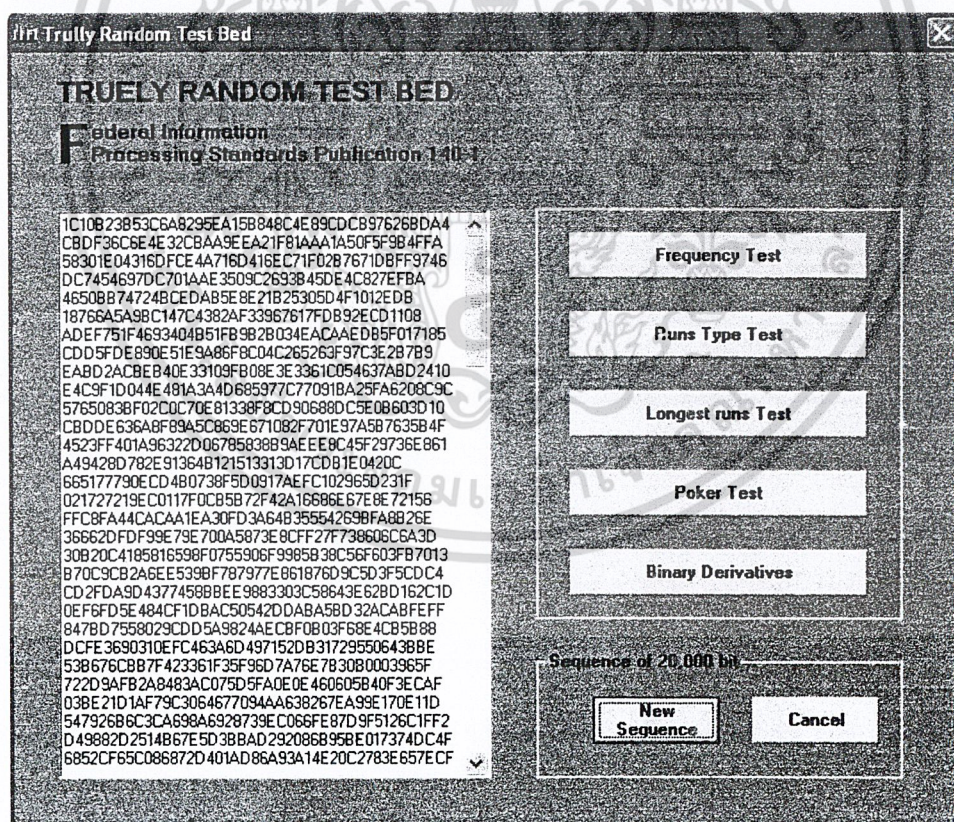 Trully Random Test Bed
TRUELY RANDOM TEST BED
Federal Information
Processing Standards Publication 140-1
1C10B23B53C6A8295EA15B848C4E89CDCB97626BDA4
CBDF36C6E4E32CBAA9EEA21F81AAA1A50F5F9B4FFA
58301E04316DFCE4A716D416EC71F02B7671DBFF9746
DC7454697DC701AAE3509C2693B45DE4C827EFBA
4650BB74724BCEDAB5E8E21B25305D4F1012EDB
18766A5A9BC147C4382AF33967617FDB92ECD1108
ADEF751F4693404B51FB9B2B034EACAAEDB5F017185
CDD5FDE890E51E9A86F8C04C265263F97C3E2B7B9
EABD2ACBEB40E33109FB08E3E3361C054637ABD2410
E4C9F1D044E481A3A4D685977C77091BA25FA6208C9C
5765083BF02C0C70E81338F8CD90688DC5E0B603D10
CBDDE636A8F89A5C869E671082F701E97A5B7635B4F
4523FF401A96322D06785838B9AEEE8C45F29736E861
A49428D782E91364B121513313D17CDB1E0420C
665177790ECD4B0738F5D0917AEFC102965D231F
021727219EC0117F0CB5B72F42A16686E67E8E72156
FFC8FA44CACAA1EA30FD3A64B35554269BFA8B26E
36662DFDF99E79E700A5873E8CFF27F738606C6A3D
30B20C4185816598F0755906F9985B38C56F603FB7013
B70C9CB2A6EE539BF787977E861876D9C5D3F5CDC4
CD2FDA9D4377458BBEE9883303C58643E62BD162C1D
0EF6FD5E484CF1DBAC50542DDABA5BD32ACABFEFF
847BD7558029CDD5A9824AECBF0B03F68E4CB5B88
DCFE3690310EFC463A6D497152DB31729550643BBE
53B676CBB7F423361F35F96D7A76E7B30B0003965F
722D9AFB2A8483AC075D5FA0E0E460605B40F3ECAF
03BE21D1AF79C3064677094AA638267EA99E170E11D
547926B6C3CA698A6928739EC066FE87D9F5126C1FF2
D49882D2514B67E5D3BBAD292086B95BE017374DC4F
6852CF65C086872D401AD86A93A14E20C2783E657ECF
Frequency Test
Runs Type Test
Longest runs Test
Poker Test
Binary Derivatives
Sequence of 20,000 bit
New
Sequence
Cancel